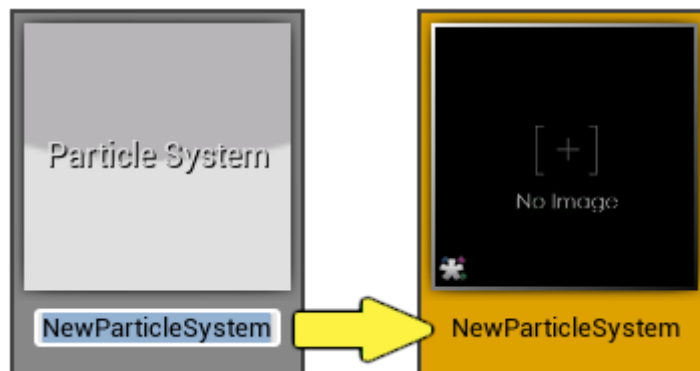 Particle System
[+]
No Image
NewParticleSystem
NewParticleSystem